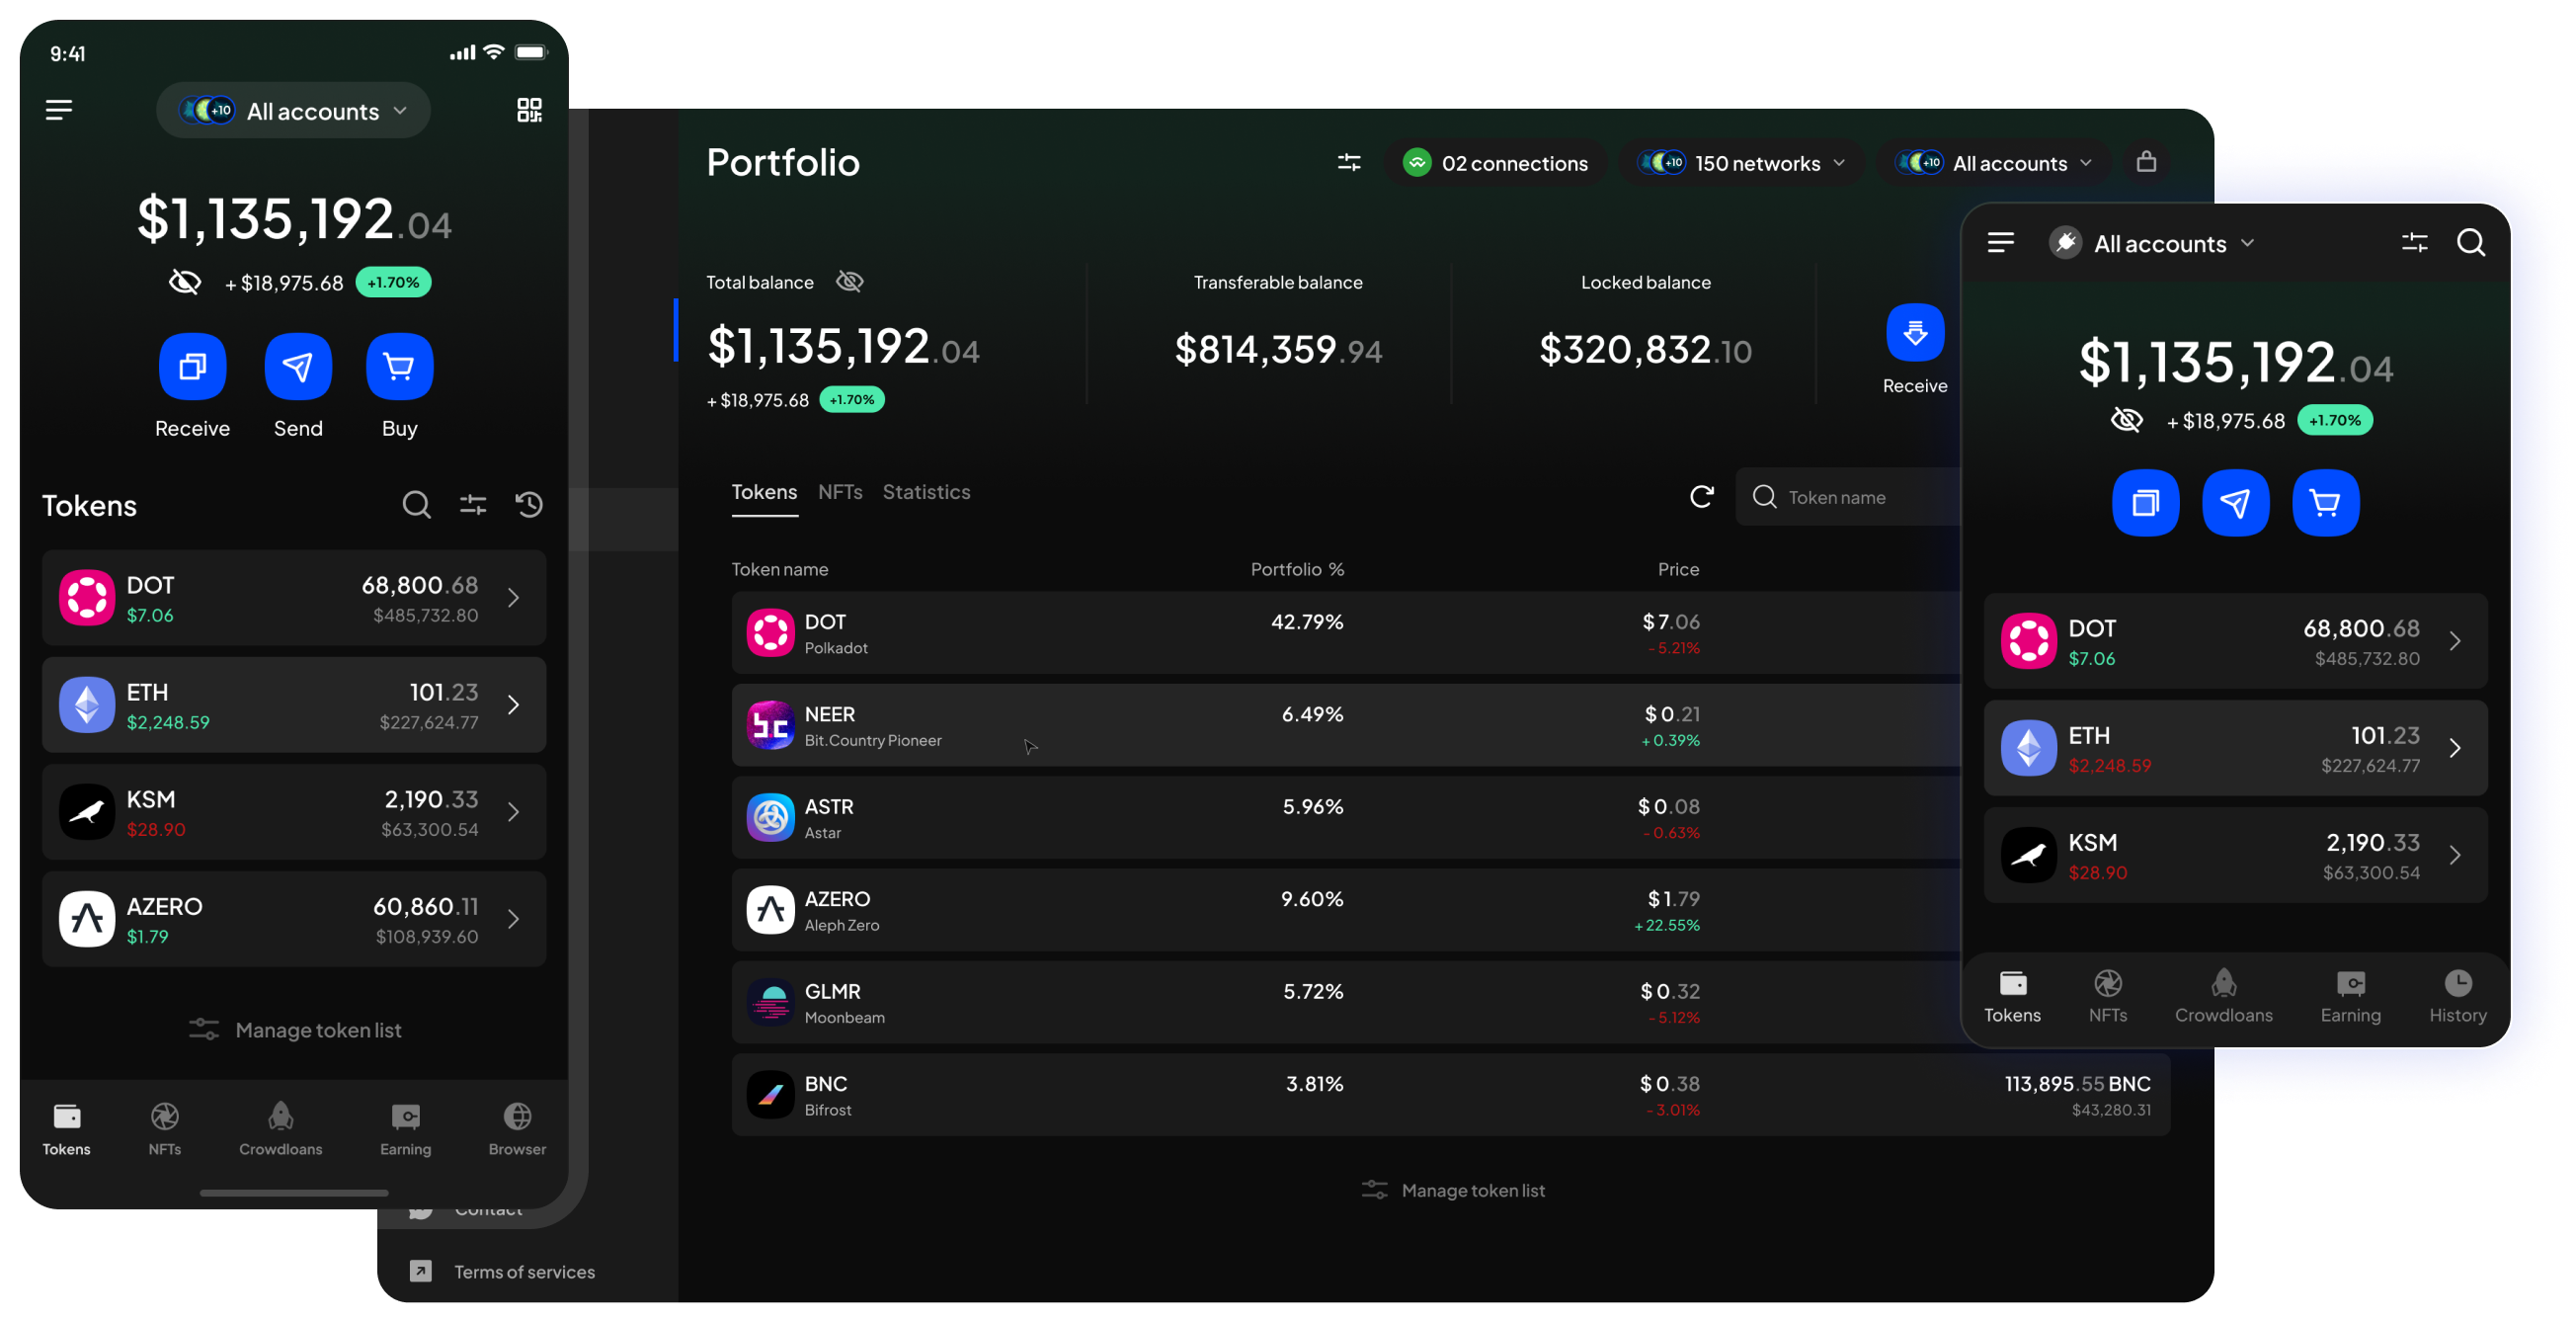 9:41
+10 All accounts
$1,135,192.04
+ $18,975.68 +1.70%
Receive Send Buy
Tokens
DOT 68,800.68
$7.06 $485,732.80
ETH 101.23
$2,248.59 $227,624.77
KSM 2,190.33
$28.90 $63,300.54
AZERO 60,860.11
$1.79 $108,939.60
Manage token list
Tokens NFTs Crowdloans Earning Browser
Contact
Terms of services
Portfolio 02 connections +10 150 networks +10 All accounts
Total balance Transferable balance Locked balance
$1,135,192.04 $814,359.94 $320,832.10
+ $18,975.68 +1.70%
Receive
Tokens NFTs Statistics Token name
Token name Portfolio % Price
DOT 42.79% $ 7.06
Polkadot - 5.21%
NEER 6.49% $ 0.21
Bit.Country Pioneer + 0.39%
ASTR 5.96% $ 0.08
Astar - 0.63%
AZERO 9.60% $ 1.79
Aleph Zero + 22.55%
GLMR 5.72% $ 0.32
Moonbeam - 5.12%
BNC 3.81% $ 0.38 113,895.55 BNC
Bifrost - 3.01% $43,280.31
Manage token list
All accounts
$1,135,192.04
+ $18,975.68 +1.70%
DOT 68,800.68
$7.06 $485,732.80
ETH 101.23
$2,248.59 $227,624.77
KSM 2,190.33
$28.90 $63,300.54
Tokens NFTs Crowdloans Earning History